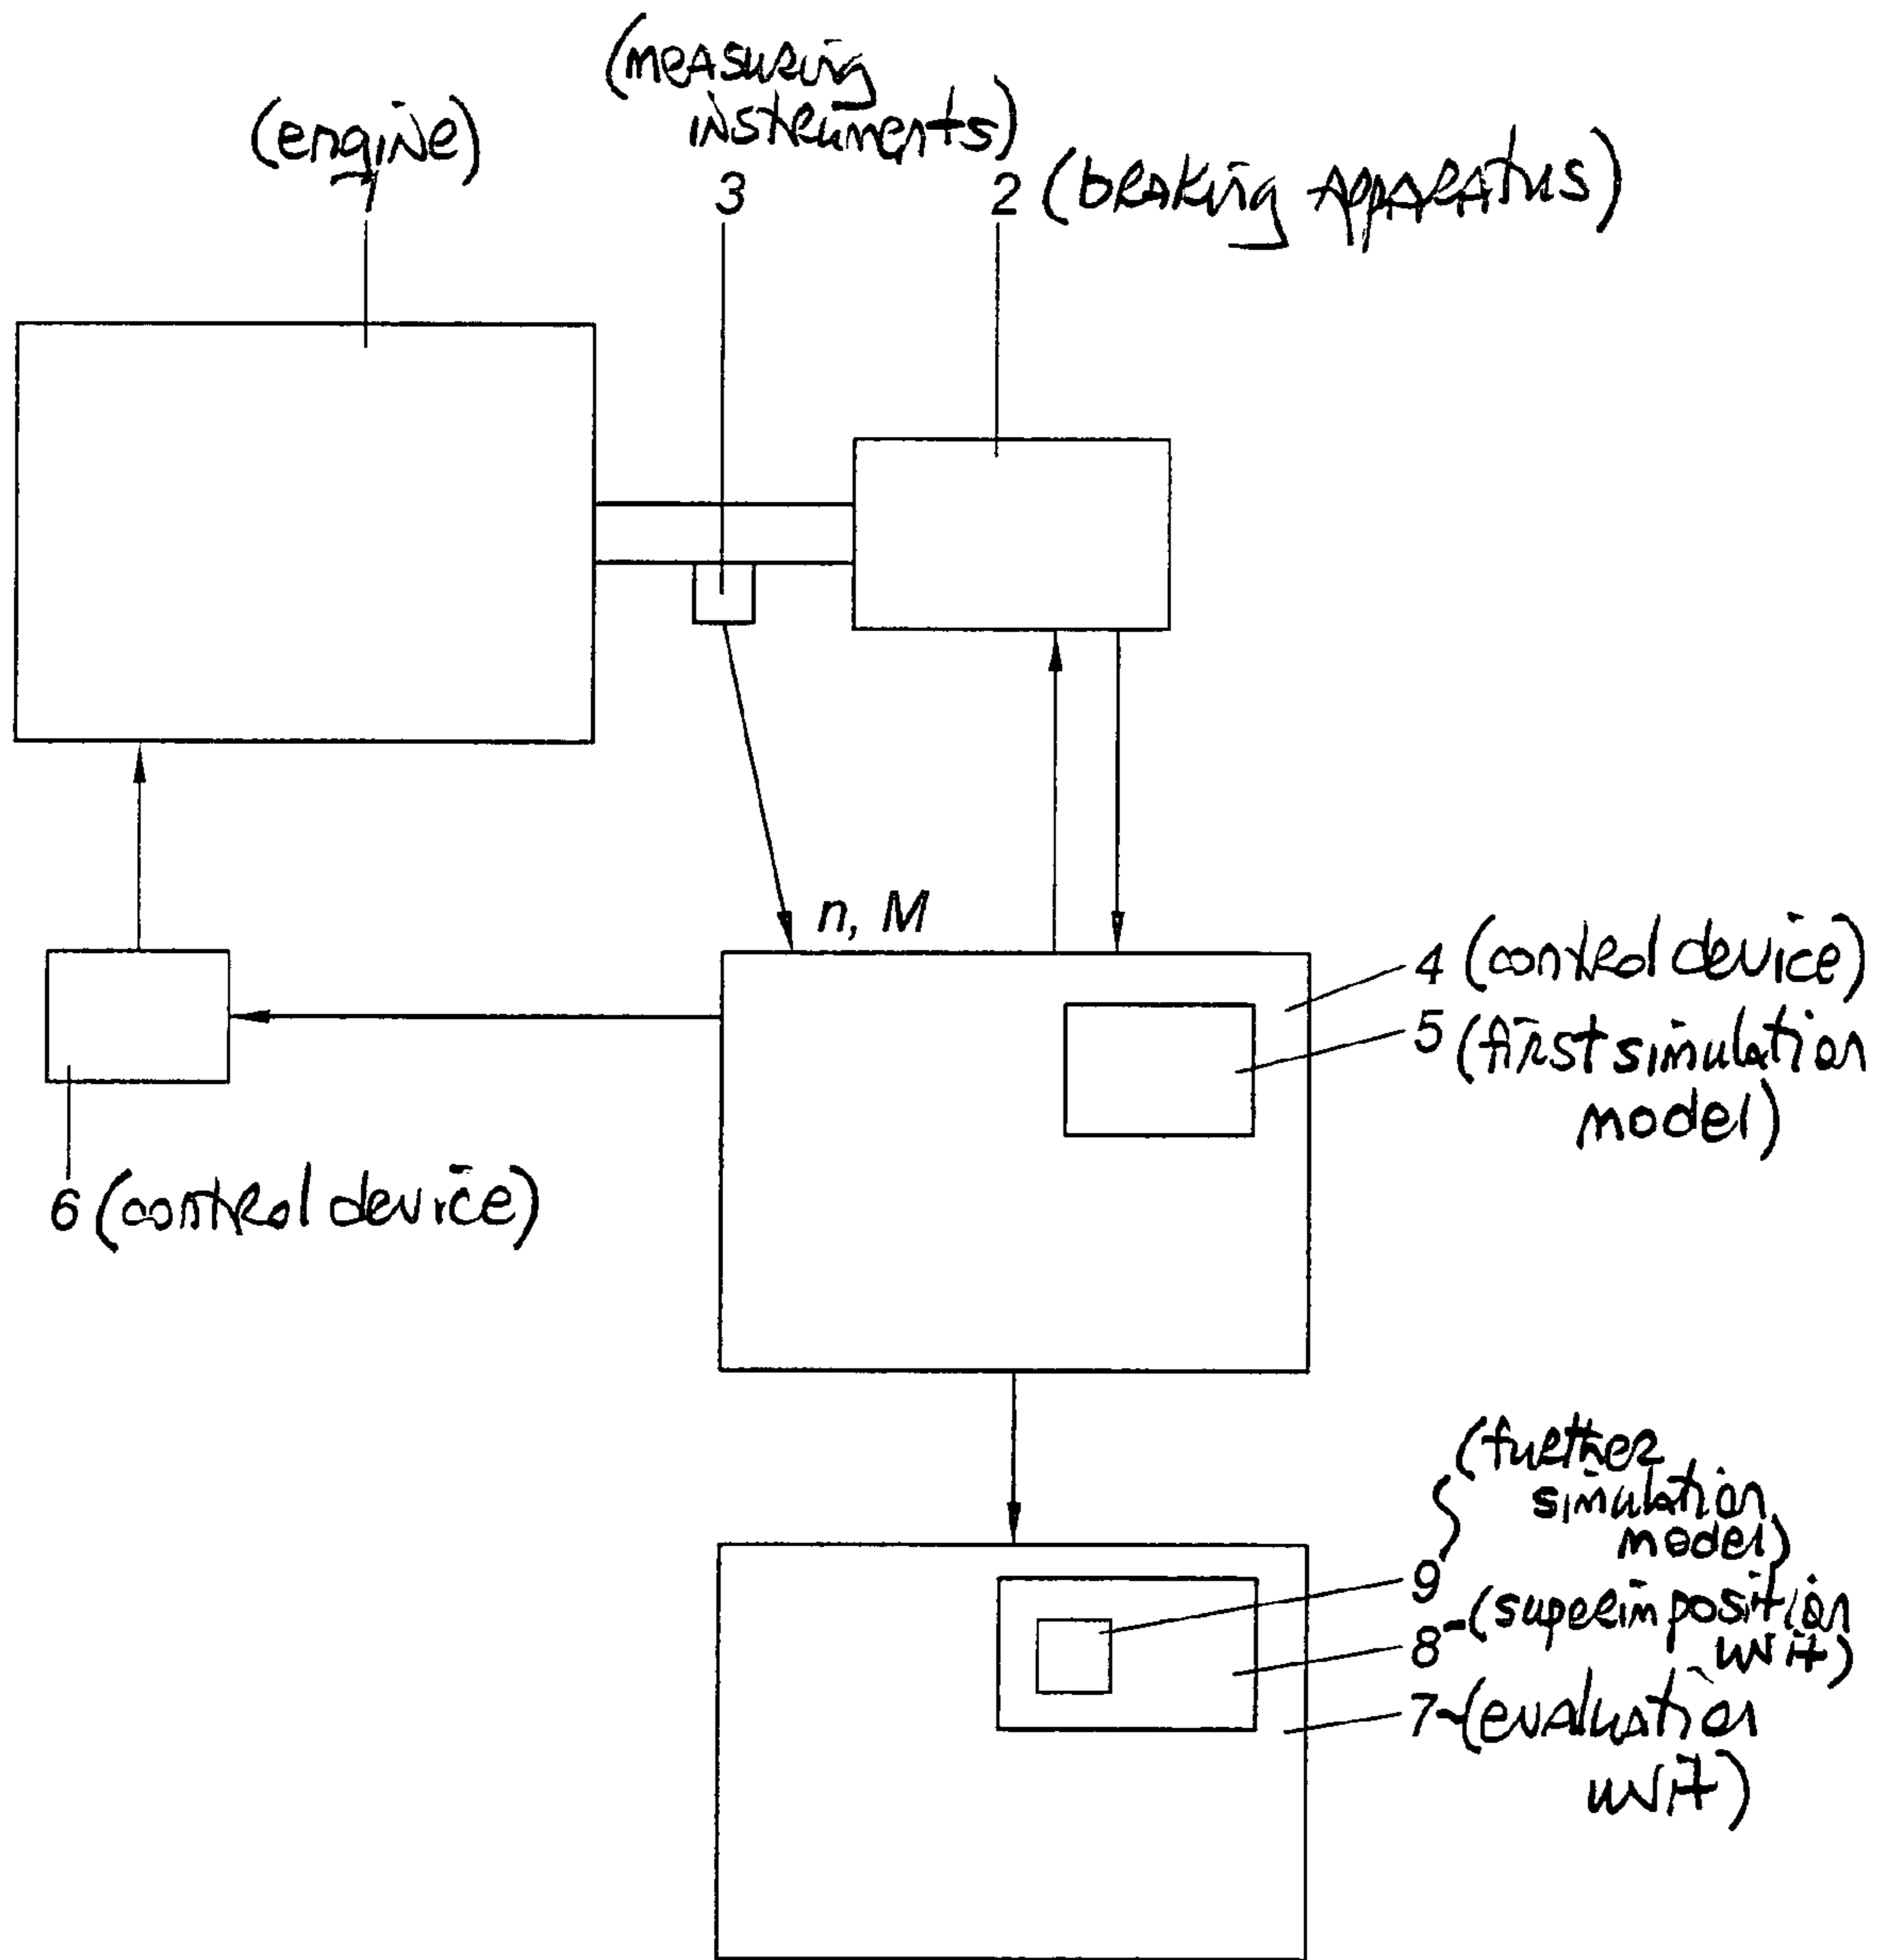 (measuring
instruments)
(engine)
1
3
2 (braking apparatus)
n, M
4 (control device)
5 (first simulation
model)
6 (control device)
(further
simulation
model)
9
8-(superimposition
unit)
7-(evaluation
unit)